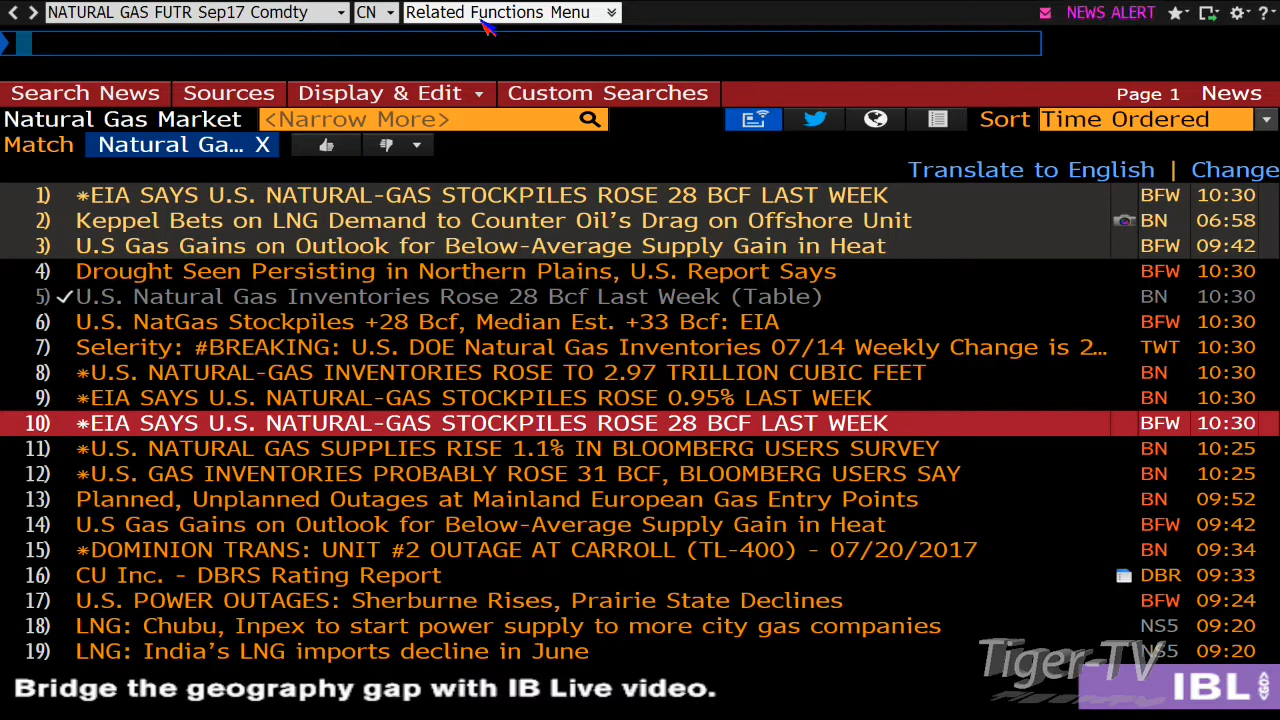 NATURAL GAS FUTR Sep17 Comdty CN Related Functions Menu NEWS ALERT ?
Search News Sources Display & Edit Custom Searches Page 1 News
Natural Gas Market <Narrow More> Sort Time Ordered
Match Natural Ga... X
Translate to English | Change
1) *EIA SAYS U.S. NATURAL-GAS STOCKPILES ROSE 28 BCF LAST WEEK BFW 10:30
2) Keppel Bets on LNG Demand to Counter Oil's Drag on Offshore Unit BN 06:58
3) U.S Gas Gains on Outlook for Below-Average Supply Gain in Heat BFW 09:42
4) Drought Seen Persisting in Northern Plains, U.S. Report Says BFW 10:30
5) ✓U.S. Natural Gas Inventories Rose 28 Bcf Last Week (Table) BN 10:30
6) U.S. NatGas Stockpiles +28 Bcf, Median Est. +33 Bcf: EIA BFW 10:30
7) Selerity: #BREAKING: U.S. DOE Natural Gas Inventories 07/14 Weekly Change is 2... TWT 10:30
8) *U.S. NATURAL-GAS INVENTORIES ROSE TO 2.97 TRILLION CUBIC FEET BN 10:30
9) *EIA SAYS U.S. NATURAL-GAS STOCKPILES ROSE 0.95% LAST WEEK BN 10:30
10) *EIA SAYS U.S. NATURAL-GAS STOCKPILES ROSE 28 BCF LAST WEEK BFW 10:30
11) *U.S. NATURAL GAS SUPPLIES RISE 1.1% IN BLOOMBERG USERS SURVEY BN 10:25
12) *U.S. GAS INVENTORIES PROBABLY ROSE 31 BCF, BLOOMBERG USERS SAY BN 10:25
13) Planned, Unplanned Outages at Mainland European Gas Entry Points BN 09:52
14) U.S Gas Gains on Outlook for Below-Average Supply Gain in Heat BFW 09:42
15) *DOMINION TRANS: UNIT #2 OUTAGE AT CARROLL (TL-400) - 07/20/2017 BN 09:34
16) CU Inc. - DBRS Rating Report DBR 09:33
17) U.S. POWER OUTAGES: Sherburne Rises, Prairie State Declines BFW 09:24
18) LNG: Chubu, Inpex to start power supply to more city gas companies NS5 09:20
19) LNG: India's LNG imports decline in June NS5 09:20
Tiger-TV
Bridge the geography gap with IB Live video. IBL